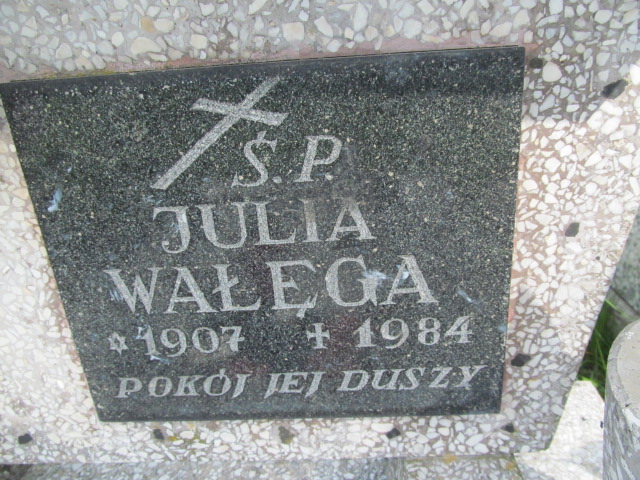 Ś.P.
JULIA
WAŁĘGA
* 1907 + 1984
POKÓJ JEJ DUSZY